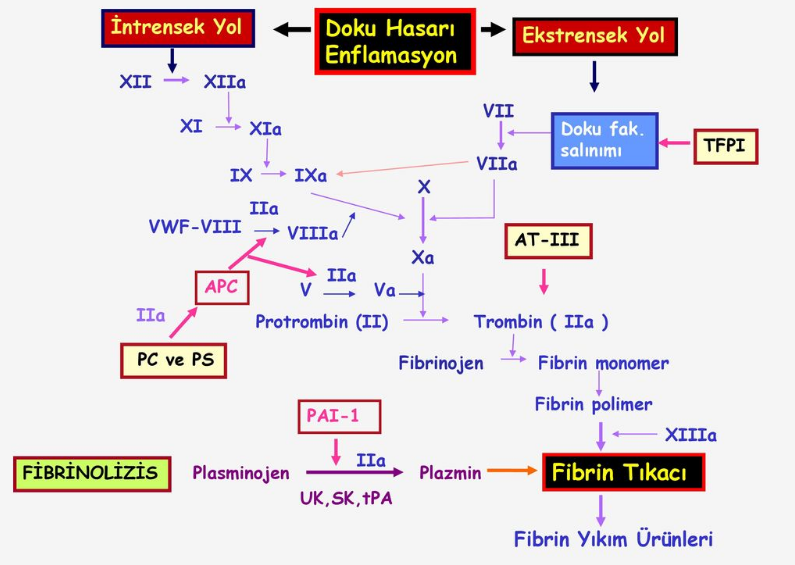 İntrensek Yol
Doku Hasarı
Enflamasyon
Ekstrensek Yol
XII
XIIa
XI
XIa
VII
Doku fak.
salınımı
TFPI
VIIa
IX
IXa
X
IIa
VWF-VIII
VIIIa
AT-III
Xa
APC
IIa
V
Va
IIa
Protrombin (II)
Trombin ( IIa )
PC ve PS
Fibrinojen
Fibrin monomer
Fibrin polimer
PAI-1
XIIIa
FİBRİNOLİZİS
Plasminojen
IIa
Plazmin
Fibrin Tıkacı
UK,SK,tPA
Fibrin Yıkım Ürünleri